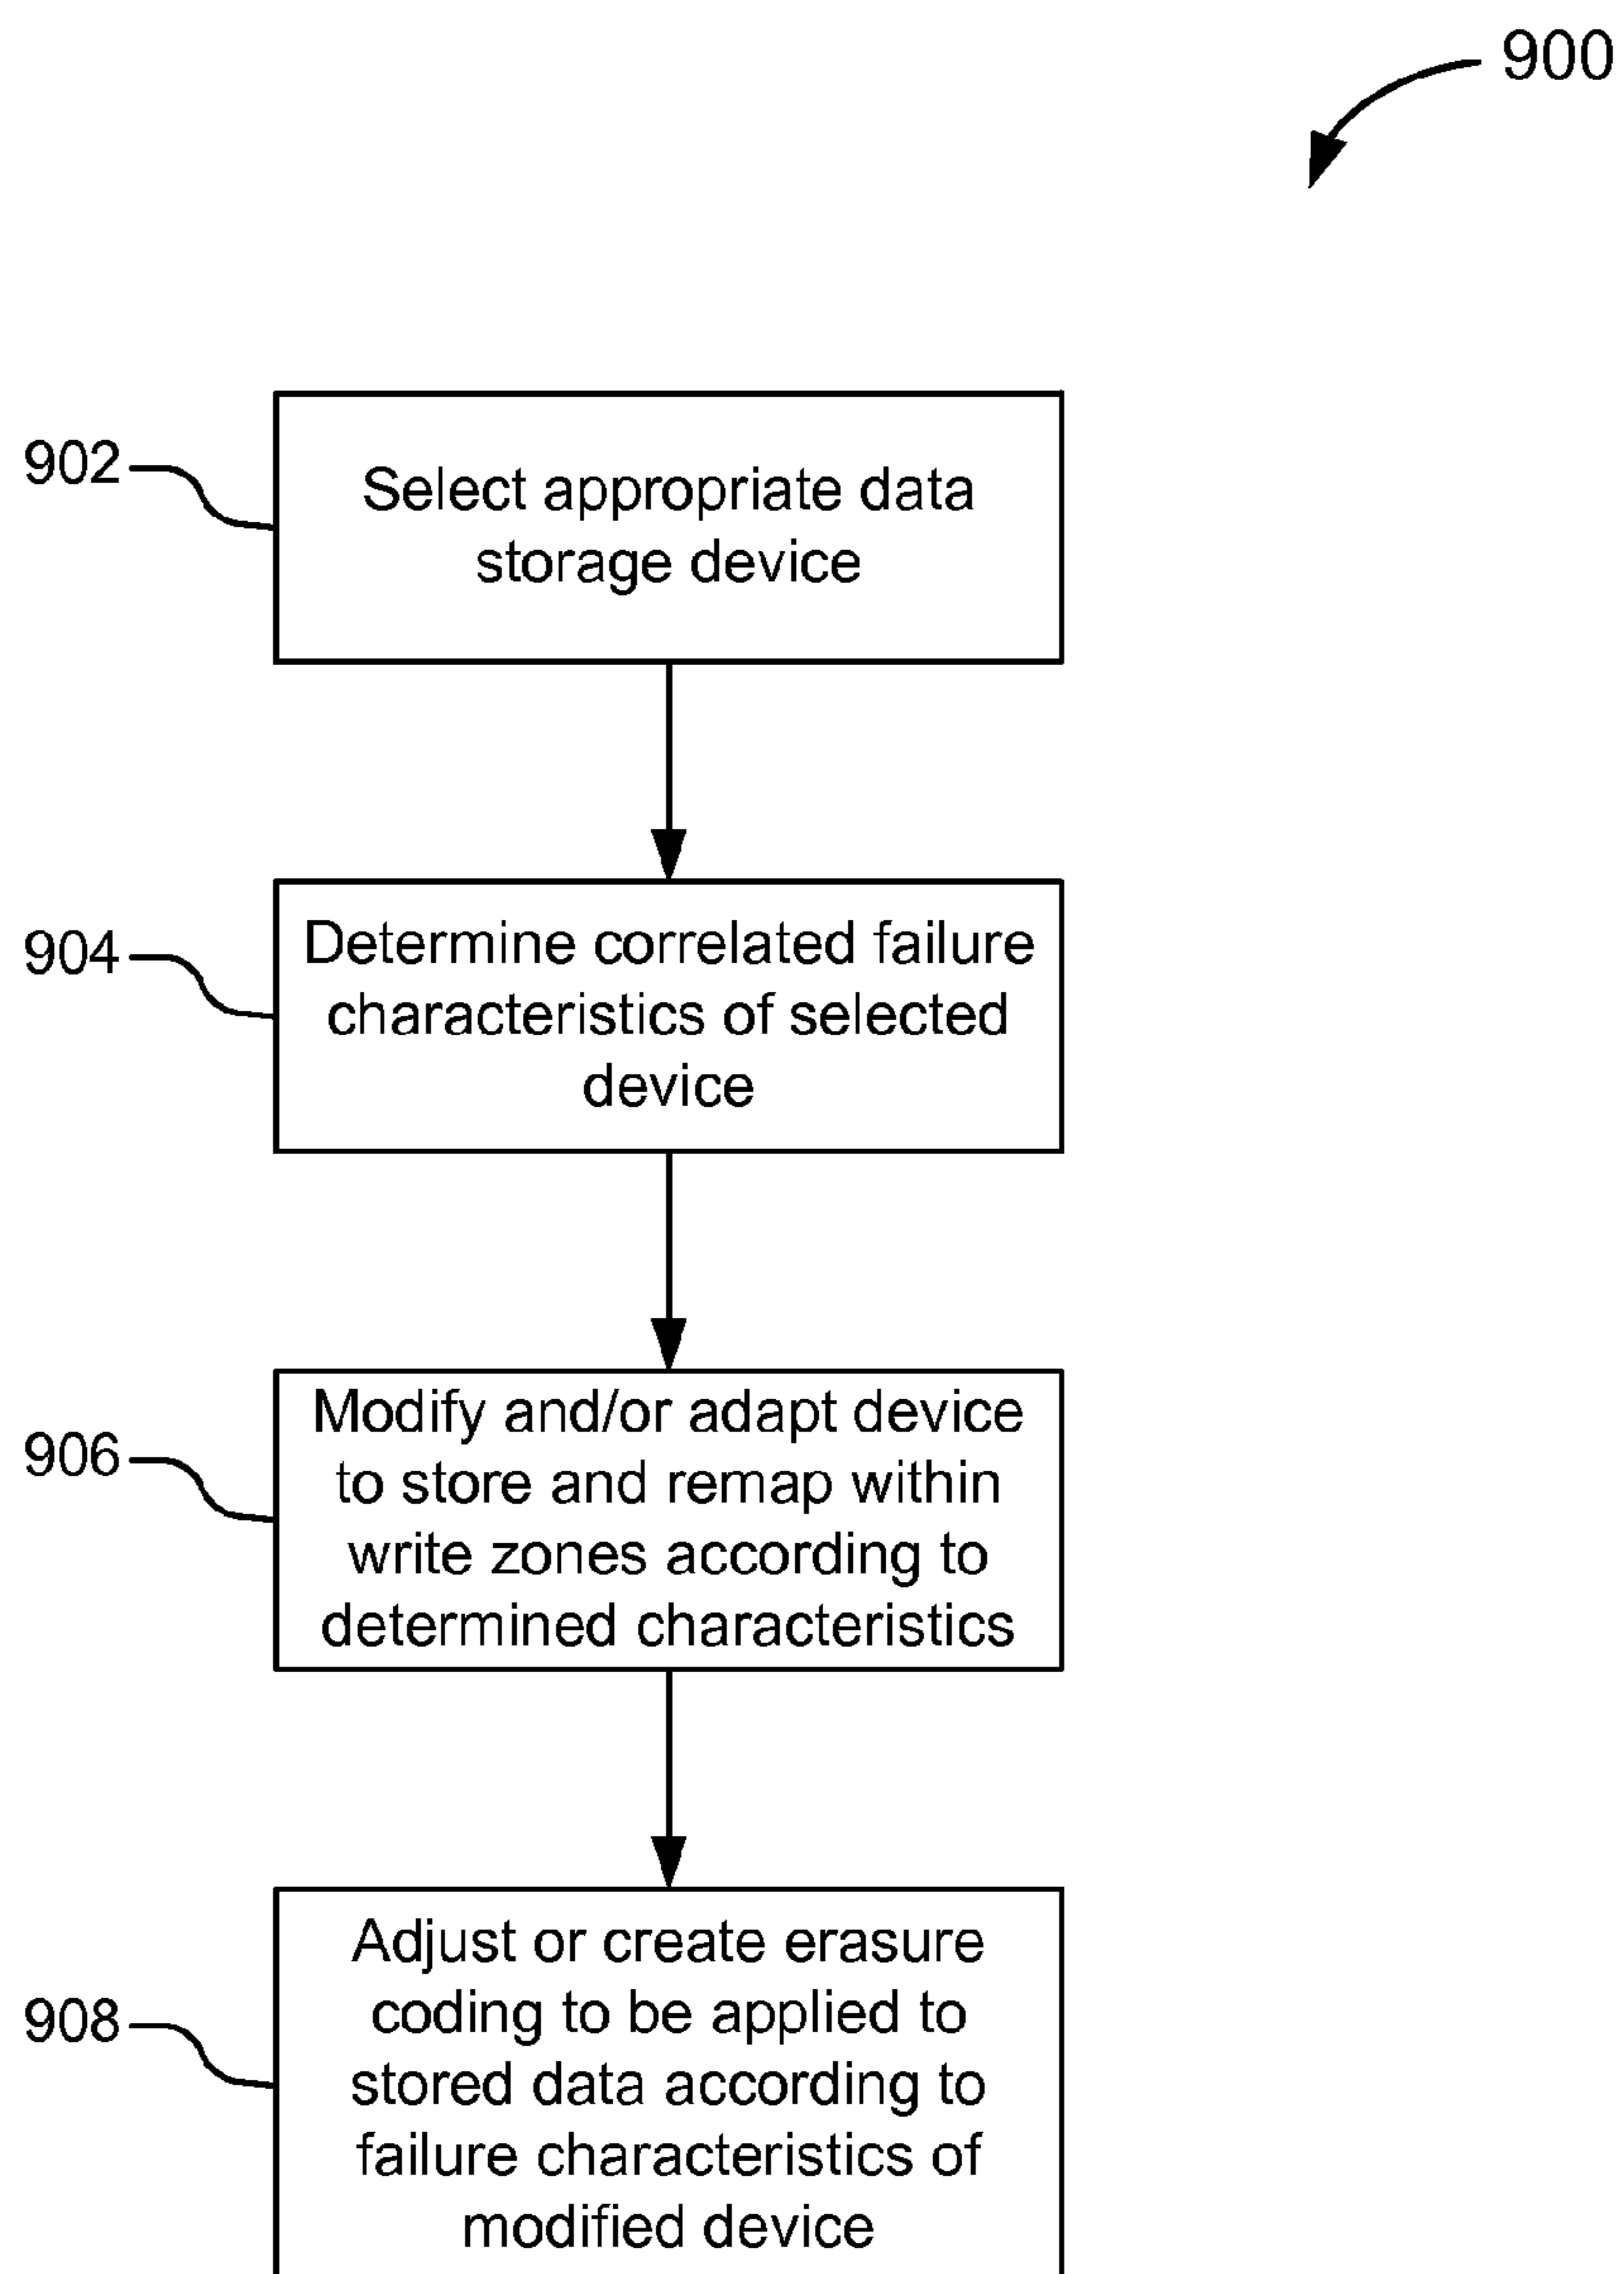 900
902
Select appropriate data
storage device
904
Determine correlated failure
characteristics of selected
device
906
Modify and/or adapt device
to store and remap within
write zones according to
determined characteristics
908
Adjust or create erasure
coding to be applied to
stored data according to
failure characteristics of
modified device